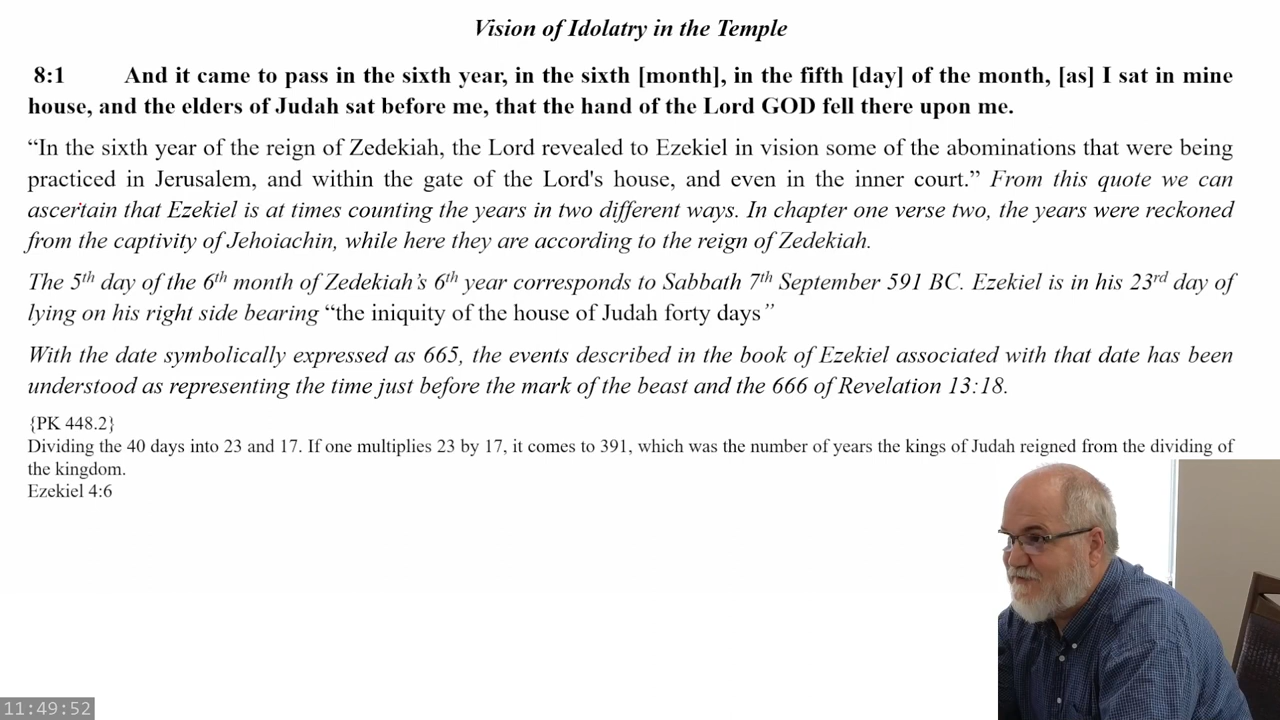 Vision of Idolatry in the Temple
8:1 And it came to pass in the sixth year, in the sixth [month], in the fifth [day] of the month, [as] I sat in mine
house, and the elders of Judah sat before me, that the hand of the Lord GOD fell there upon me.
“In the sixth year of the reign of Zedekiah, the Lord revealed to Ezekiel in vision some of the abominations that were being
practiced in Jerusalem, and within the gate of the Lord's house, and even in the inner court.” From this quote we can
ascertain that Ezekiel is at times counting the years in two different ways. In chapter one verse two, the years were reckoned
from the captivity of Jehoiachin, while here they are according to the reign of Zedekiah.
The 5th day of the 6th month of Zedekiah’s 6th year corresponds to Sabbath 7th September 591 BC. Ezekiel is in his 23rd day of
lying on his right side bearing “the iniquity of the house of Judah forty days”
With the date symbolically expressed as 665, the events described in the book of Ezekiel associated with that date has been
understood as representing the time just before the mark of the beast and the 666 of Revelation 13:18.
{PK 448.2}
Dividing the 40 days into 23 and 17. If one multiplies 23 by 17, it comes to 391, which was the number of years the kings of Judah reigned from the dividing of
the kingdom.
Ezekiel 4:6
11:49:52